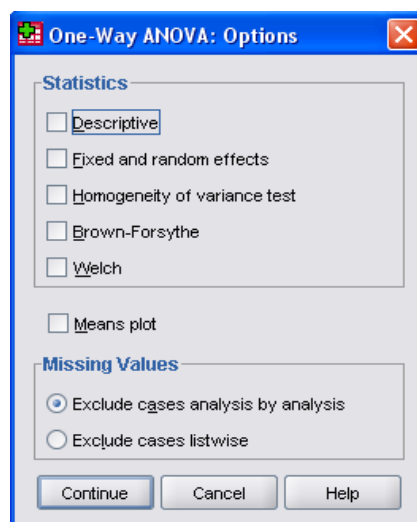 One-Way ANOVA: Options
Statistics
Descriptive
Fixed and random effects
Homogeneity of variance test
Brown-Forsythe
Welch
Means plot
Missing Values
Exclude cases analysis by analysis
Exclude cases listwise
Continue Cancel Help